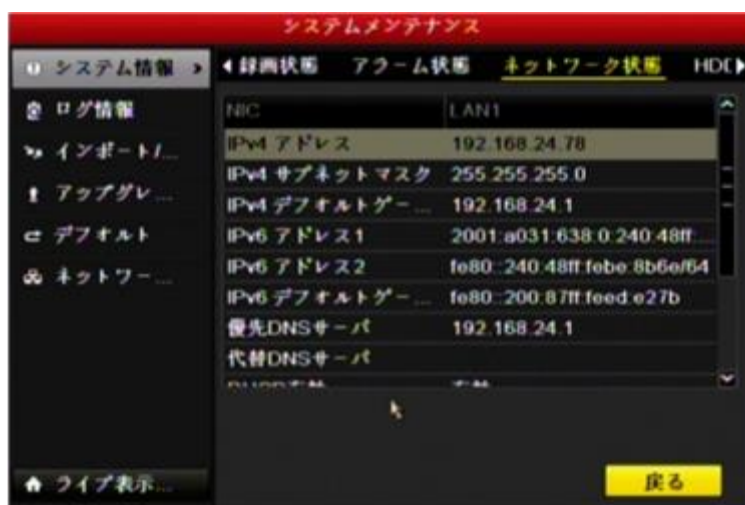 システムメンテナンス
システム情報
録画状態 アラーム状態 ネットワーク状態 HDD
ログ情報
インポート/...
アップグレ...
デフォルト
ネットワー...
NIC LAN1
IPv4 アドレス 192.168.24.78
IPv4 サブネットマスク 255.255.255.0
IPv4 デフォルトゲー... 192.168.24.1
IPv6 アドレス1 2001:a031:638:0:240:48ff
IPv6 アドレス2 fe80::240:48ff:febe:8b6e/64
IPv6 デフォルトゲー... fe80::200:87ff:feed:e27b
優先DNSサーバ 192.168.24.1
代替DNSサーバ
ライブ表示...
戻る